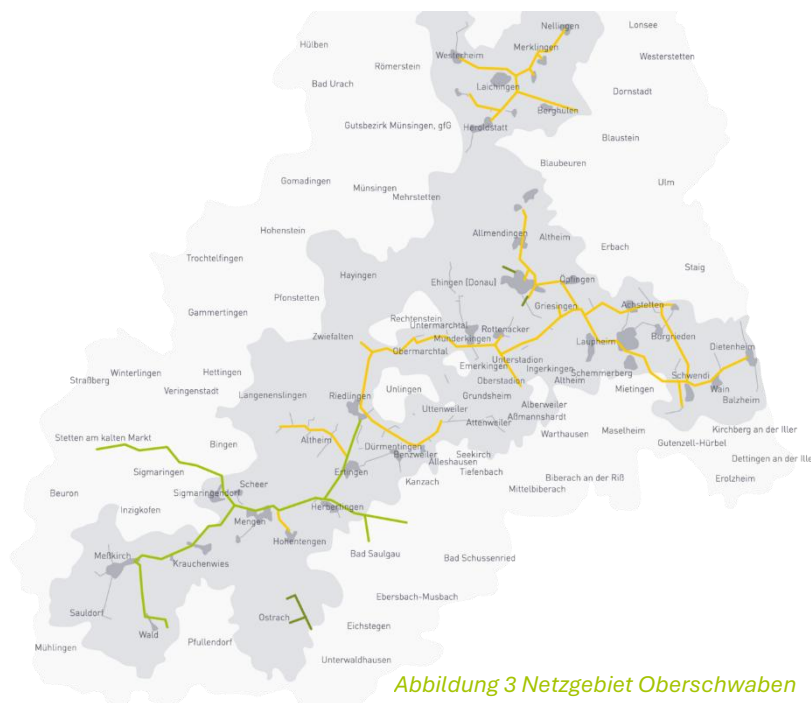 Nellingen
Lonsee
Hülben
Merklingen
Westerheim
Westerstetten
Römerstein
Bad Urach
Laichingen
Dornstadt
Berghülen
Gutsbezirk Münsingen, gfG
Heroldstatt
Blaustein
Blaubeuren
Gomadingen
Münsingen
Ulm
Mehrstetten
Hohenstein
Allmendingen
Altheim
Erbach
Trochtelfingen
Staig
Hayingen
Ehingen (Donau)
Öpfingen
Pfronstetten
Gammertingen
Griesingen
Achstetten
Rechtenstein
Untermarchtal
Rottenacker
Zwiefalten
Munderkingen
Laupheim
Burgrieden
Dietenheim
Obermarchtal
Unterstadion
Emerkingen
Ingerkingen
Schemmerberg
Hettingen
Winterlingen
Straßberg
Veringenstadt
Riedlingen
Unlingen
Oberstadion
Altheim
Schwendi
Wain
Langenenslingen
Grundsheim
Mietingen
Balzheim
Uttenweiler
Alberweiler
Aßmannshardt
Attenweiler
Maselheim
Kirchberg an der Iller
Stetten am kalten Markt
Bingen
Altheim
Dürmentingen
Warthausen
Gutenzell-Hürbel
Betzweiler
Seekirch
Dettingen an der Iller
Alleshausen
Sigmaringen
Ertingen
Tiefenbach
Biberach an der Riß
Erolzheim
Scheer
Kanzach
Beuron
Sigmaringendorf
Mittelbiberach
Inzigkofen
Herbertingen
Mengen
Hohentengen
Bad Saulgau
Meßkirch
Bad Schussenried
Krauchenwies
Ebersbach-Musbach
Sauldorf
Ostrach
Eichstegen
Wald
Pfullendorf
Mühlingen
Unterwaldhausen
Abbildung 3 Netzgebiet Oberschwaben